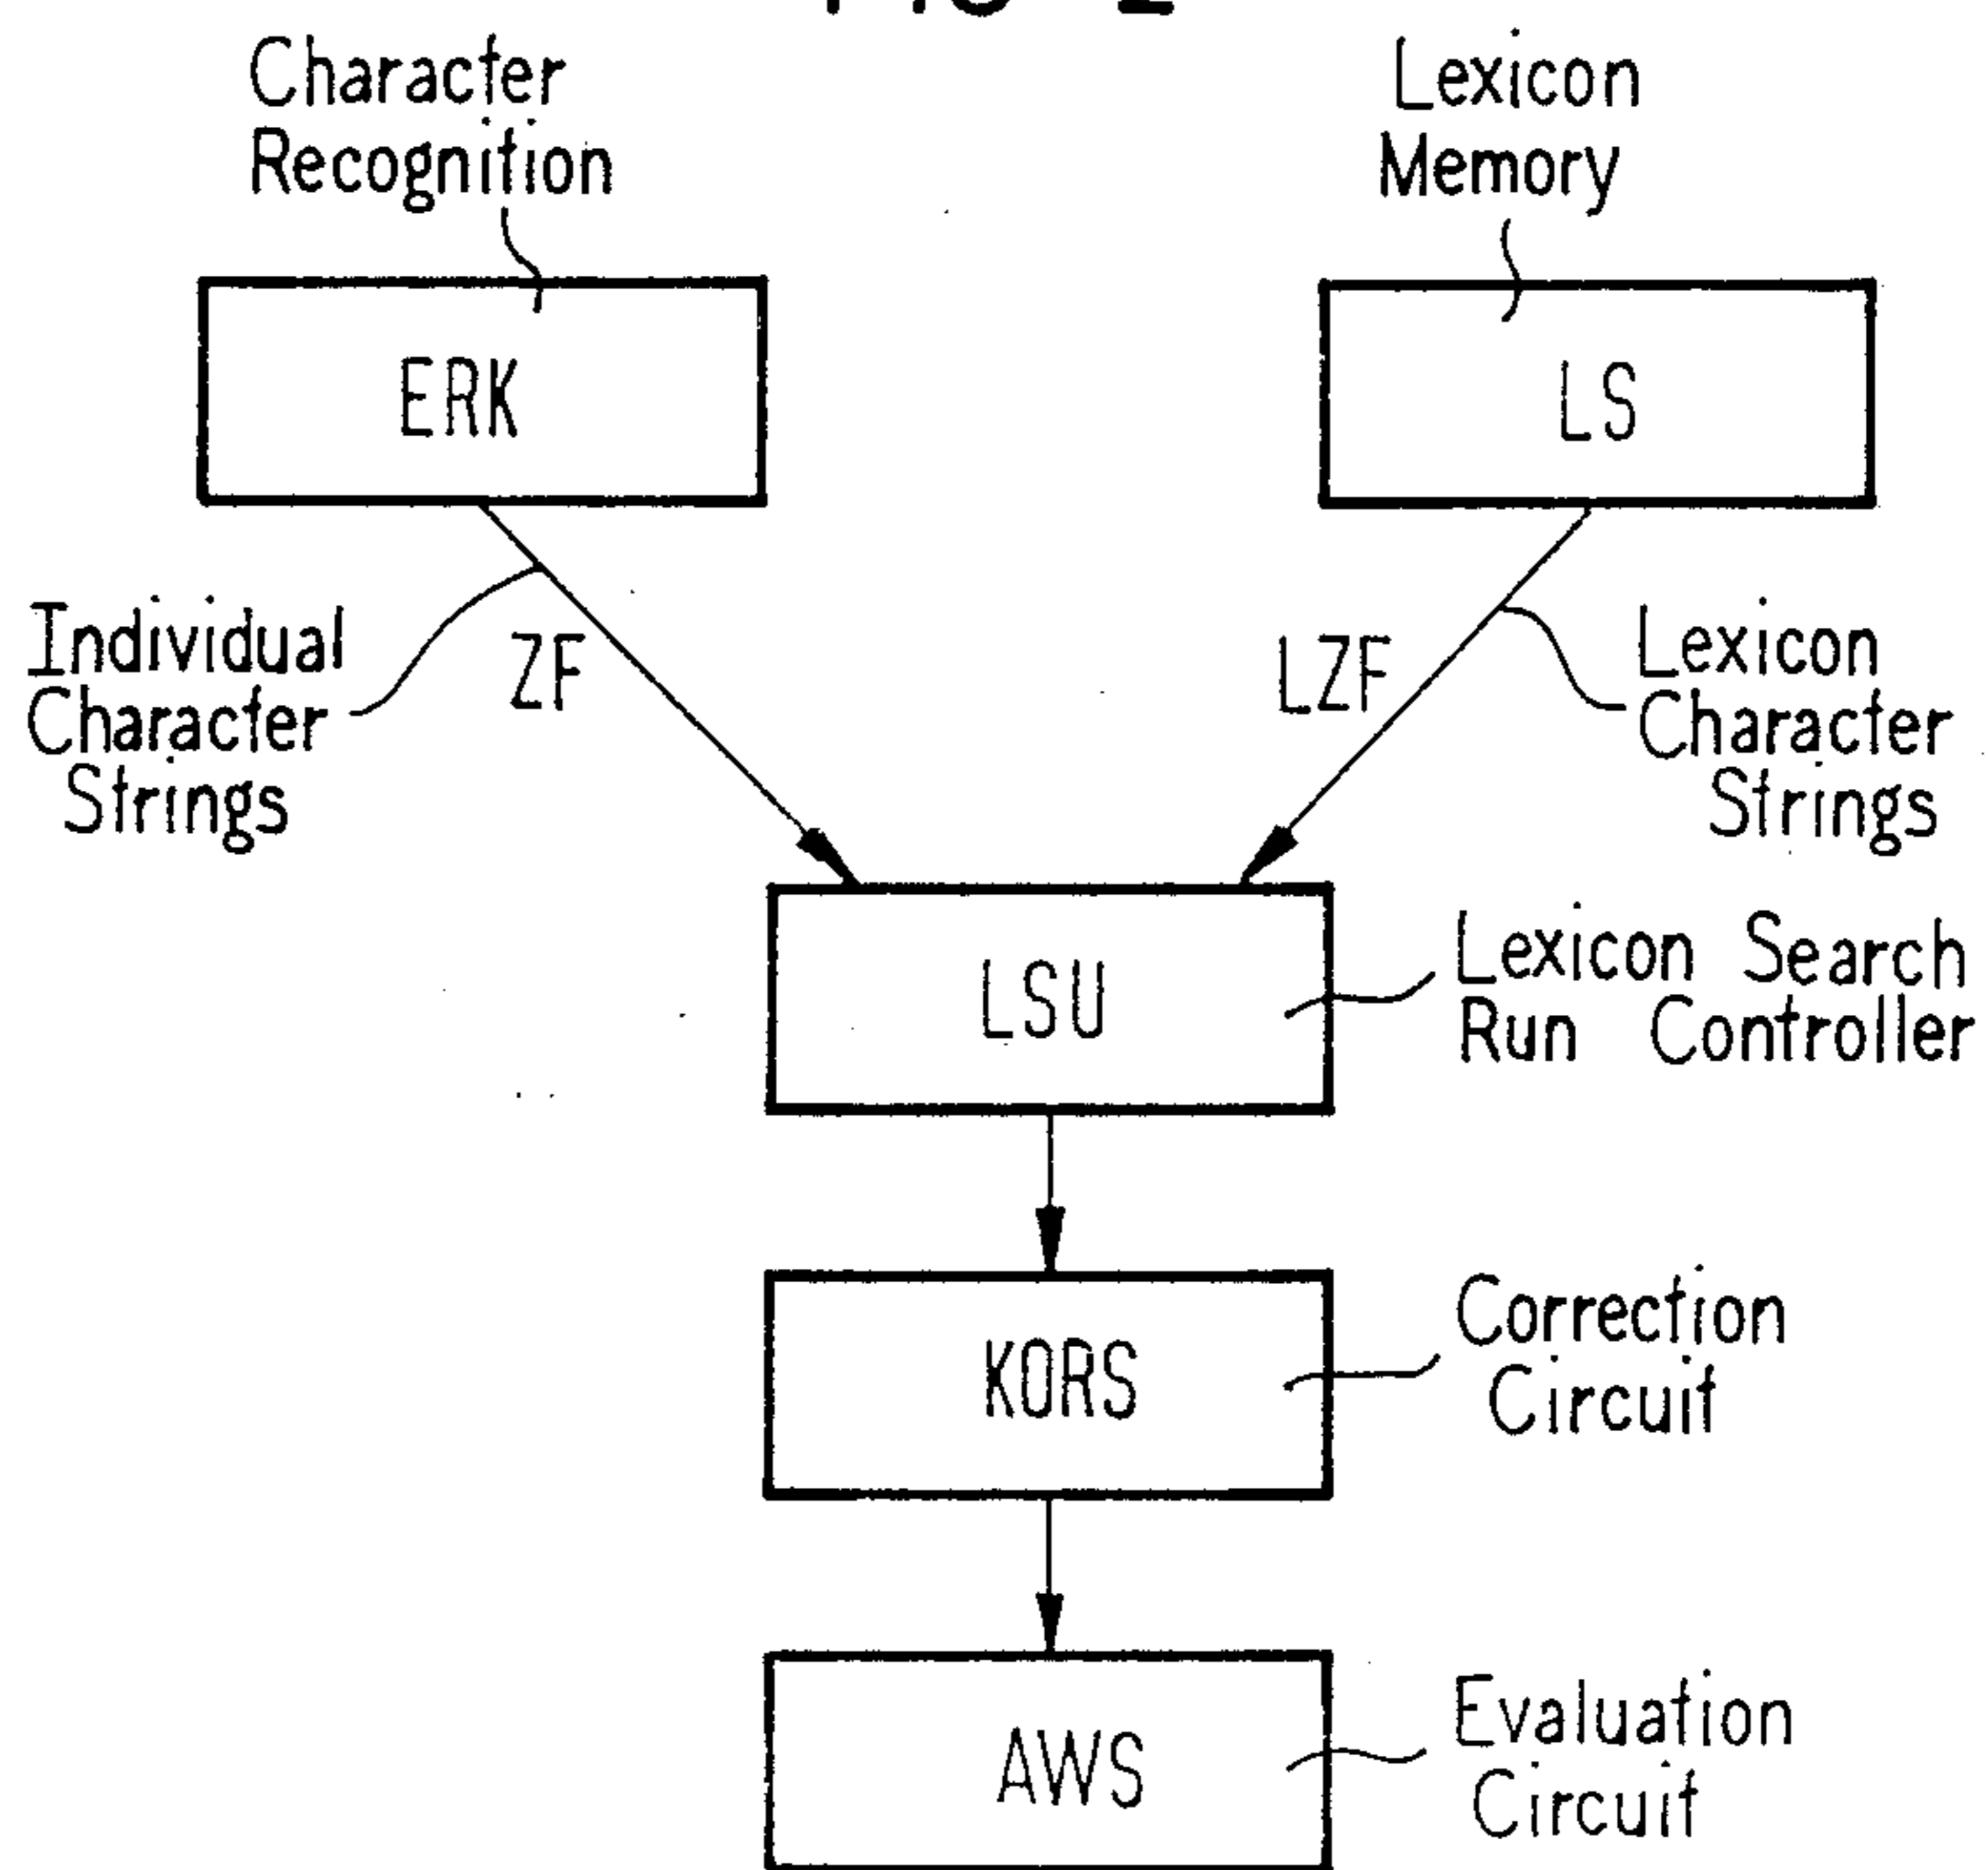 Character
Recognition
Lexicon
Memory
ERK
LS
Individual
Character
Strings
ZF
LZF
Lexicon
Character
Strings
LSU
Lexicon Search
Run Controller
KORS
Correction
Circuit
AWS
Evaluation
Circuit